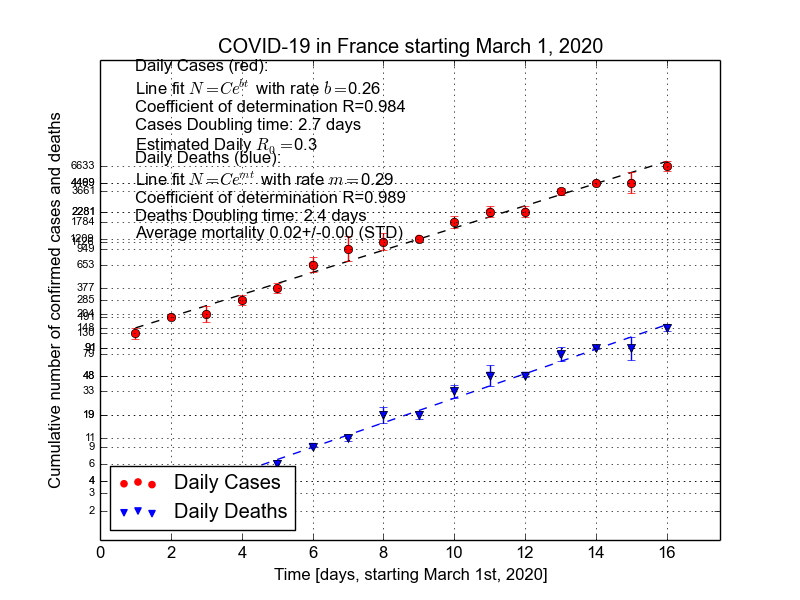 COVID-19 in France starting March 1, 2020
Daily Cases (red):
Line fit N=Ce^{bt} with rate b=0.26
Coefficient of determination R=0.984
Cases Doubling time: 2.7 days
Estimated Daily R_0=0.3
Daily Deaths (blue):
Line fit N=Ce^{mt} with rate m=0.29
Coefficient of determination R=0.989
Deaths Doubling time: 2.4 days
Average mortality 0.02+/-0.00 (STD)
Cumulative number of confirmed cases and deaths
6633
4499
3661
2281
1784
949
653
377
285
204
148
130
91
79
48
33
19
11
9
6
4
3
2
Daily Cases
Daily Deaths
0 2 4 6 8 10 12 14 16
Time [days, starting March 1st, 2020]